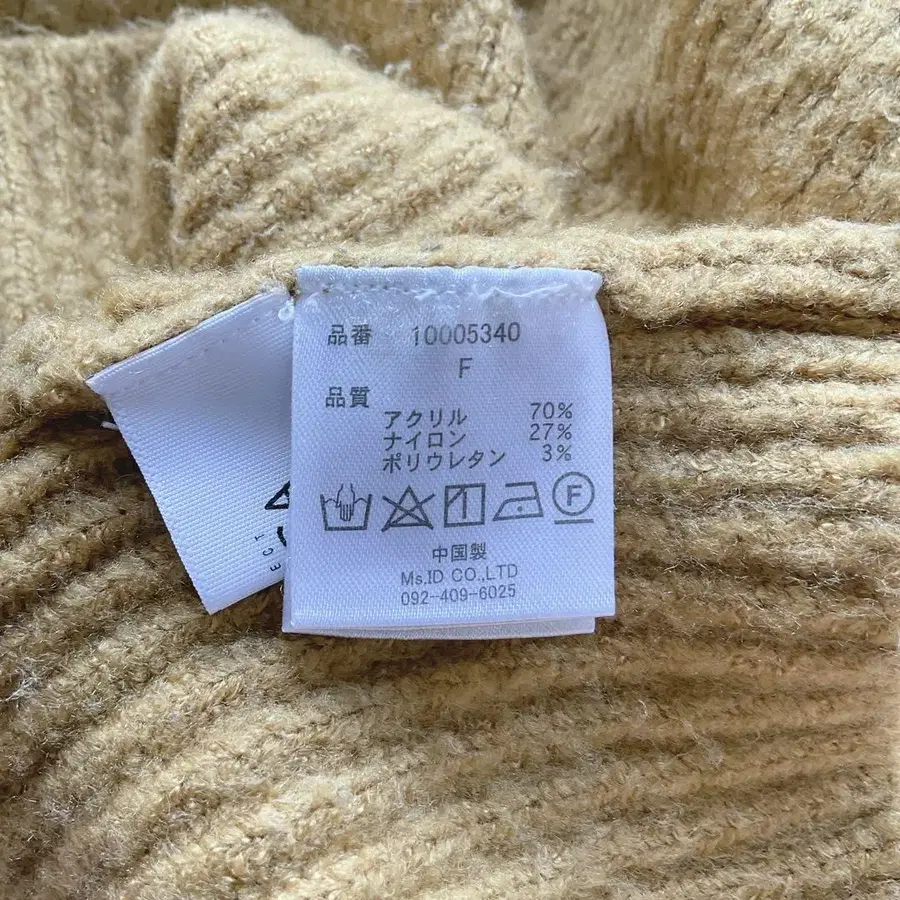 品番 10005340
F
品質
アクリル 70%
ナイロン 27%
ポリウレタン 3%
F
中国製
Ms.ID CO.,LTD
092-409-6025